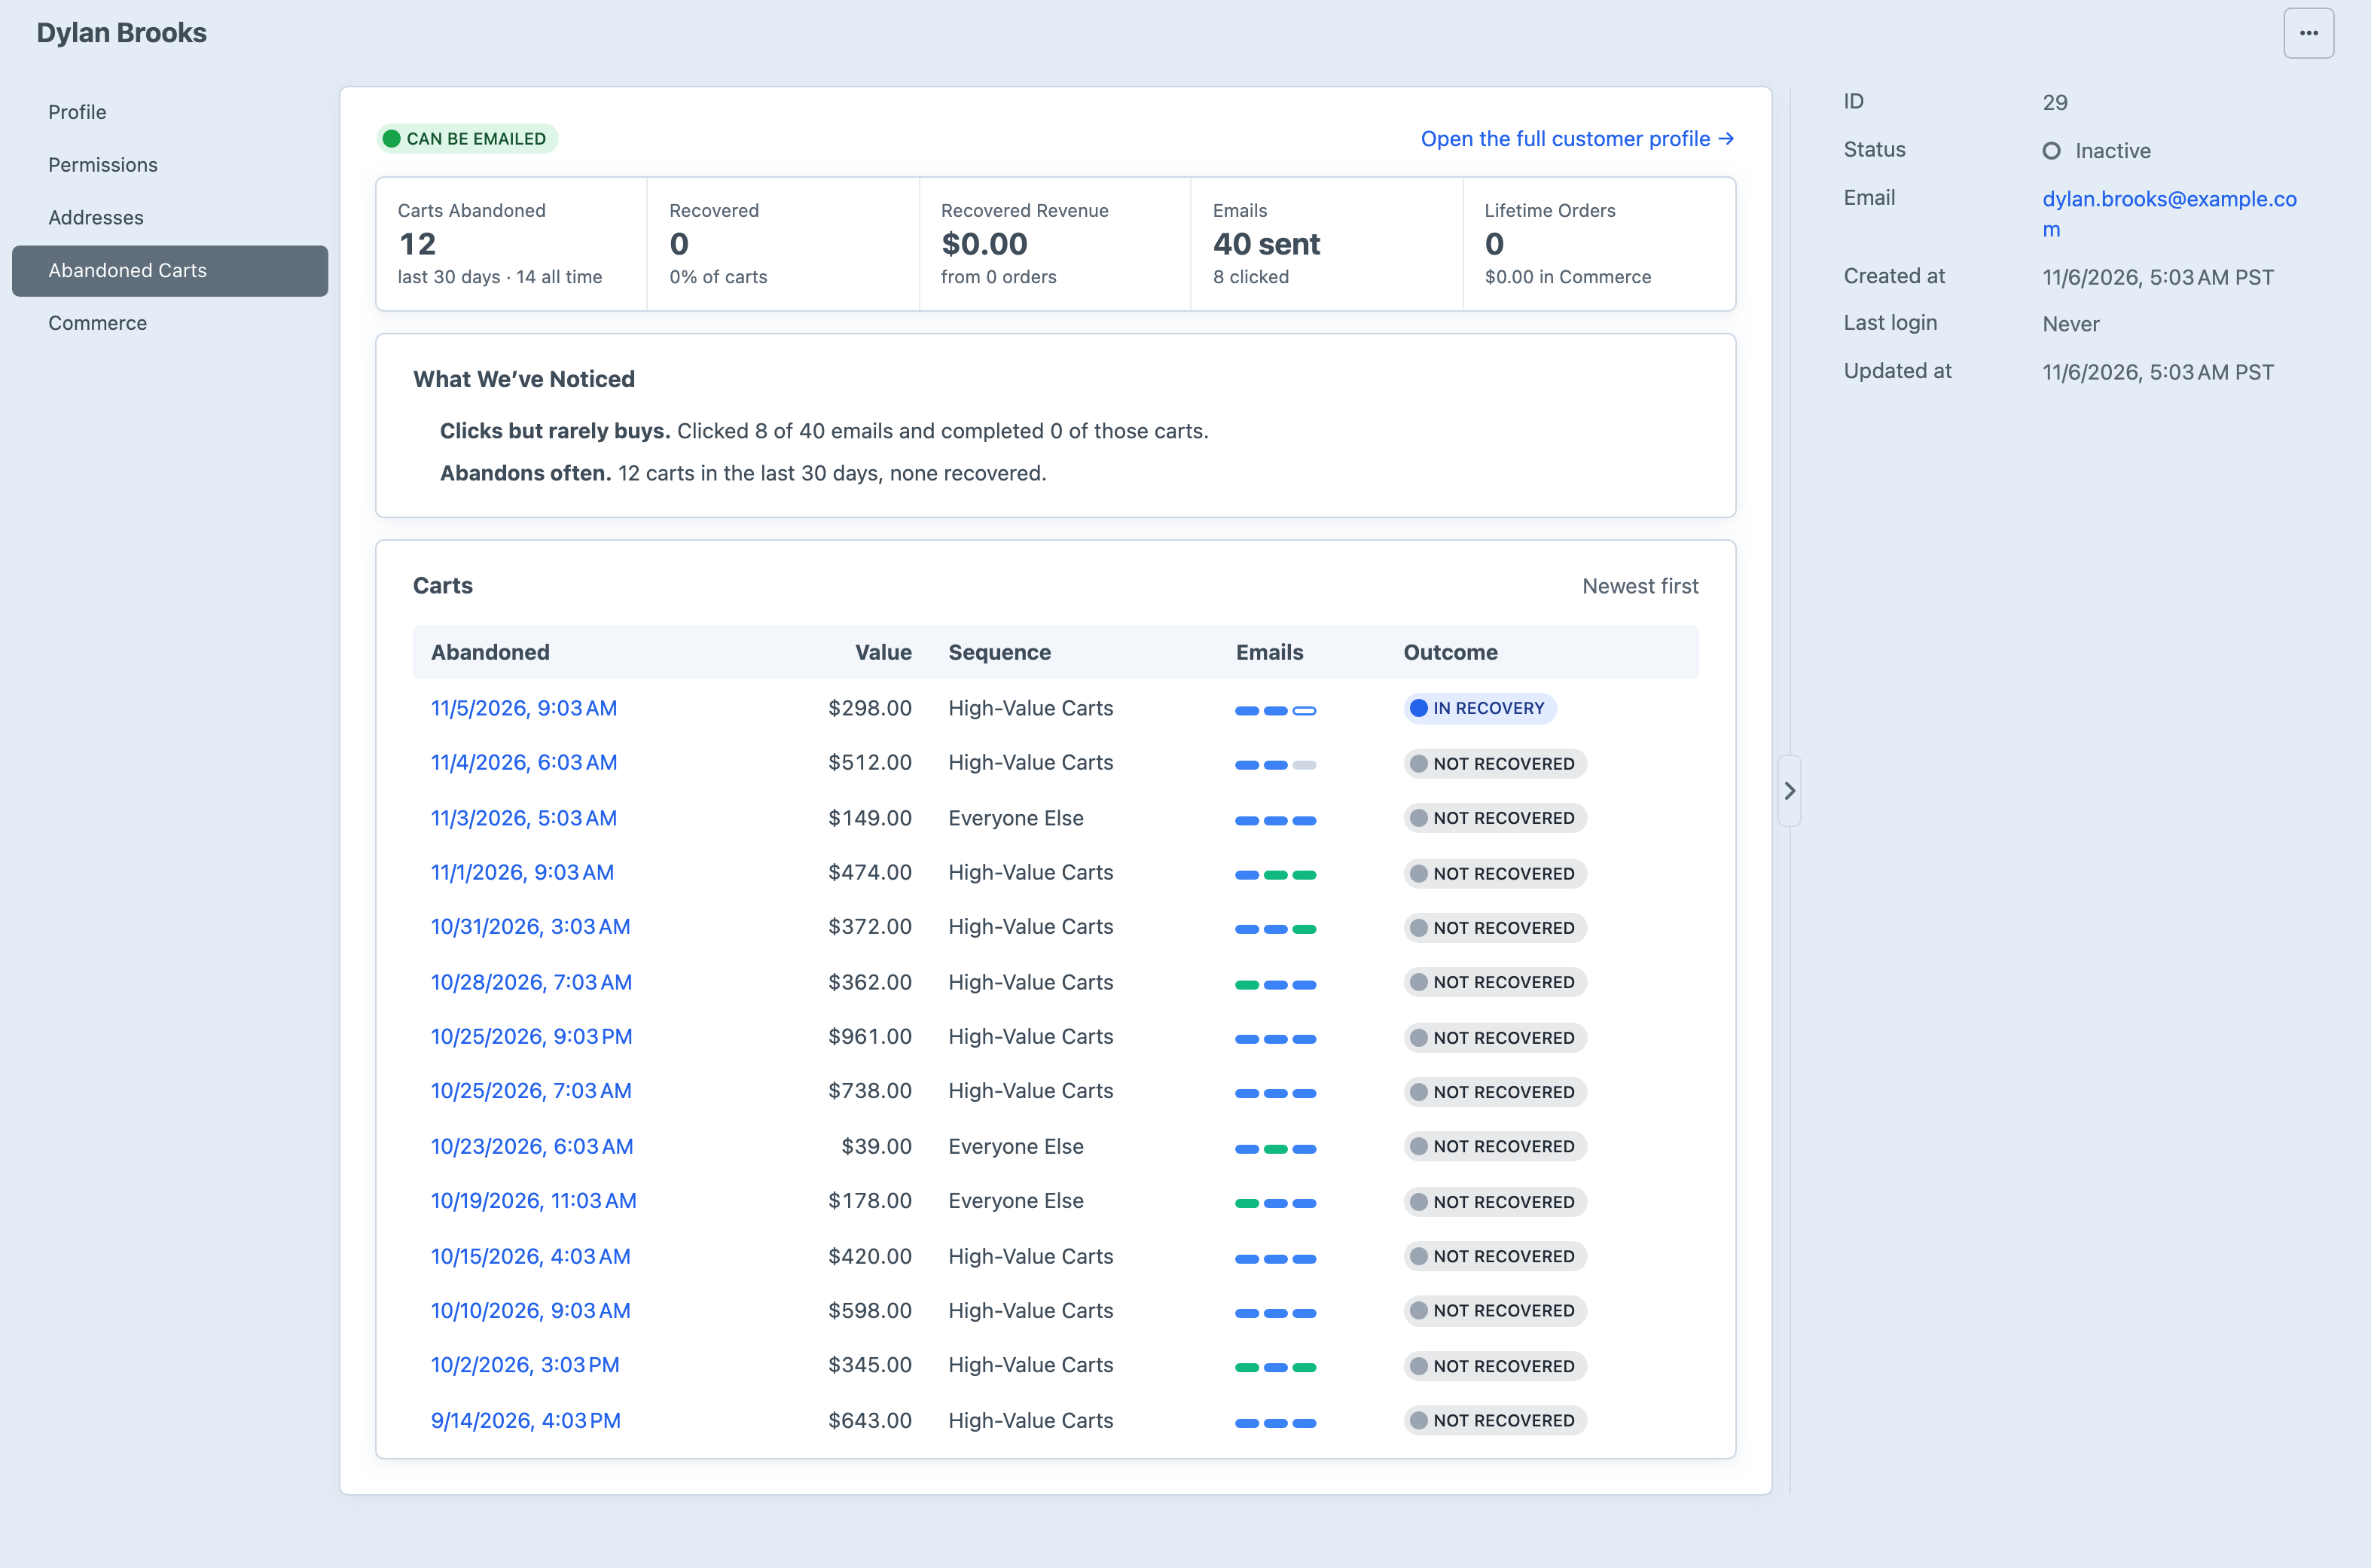 Dylan Brooks
Profile
Permissions
Addresses
Abandoned Carts
Commerce
CAN BE EMAILED
Open the full customer profile →
Carts Abandoned
12
last 30 days · 14 all time
Recovered
0
0% of carts
Recovered Revenue
$0.00
from 0 orders
Emails
40 sent
8 clicked
Lifetime Orders
0
$0.00 in Commerce
What We’ve Noticed
Clicks but rarely buys. Clicked 8 of 40 emails and completed 0 of those carts.
Abandons often. 12 carts in the last 30 days, none recovered.
Carts Newest first
Abandoned Value Sequence Emails Outcome
11/5/2026, 9:03 AM $298.00 High-Value Carts IN RECOVERY
11/4/2026, 6:03 AM $512.00 High-Value Carts NOT RECOVERED
11/3/2026, 5:03 AM $149.00 Everyone Else NOT RECOVERED
11/1/2026, 9:03 AM $474.00 High-Value Carts NOT RECOVERED
10/31/2026, 3:03 AM $372.00 High-Value Carts NOT RECOVERED
10/28/2026, 7:03 AM $362.00 High-Value Carts NOT RECOVERED
10/25/2026, 9:03 PM $961.00 High-Value Carts NOT RECOVERED
10/25/2026, 7:03 AM $738.00 High-Value Carts NOT RECOVERED
10/23/2026, 6:03 AM $39.00 Everyone Else NOT RECOVERED
10/19/2026, 11:03 AM $178.00 Everyone Else NOT RECOVERED
10/15/2026, 4:03 AM $420.00 High-Value Carts NOT RECOVERED
10/10/2026, 9:03 AM $598.00 High-Value Carts NOT RECOVERED
10/2/2026, 3:03 PM $345.00 High-Value Carts NOT RECOVERED
9/14/2026, 4:03 PM $643.00 High-Value Carts NOT RECOVERED
ID 29
Status Inactive
Email dylan.brooks@example.co
m
Created at 11/6/2026, 5:03 AM PST
Last login Never
Updated at 11/6/2026, 5:03 AM PST